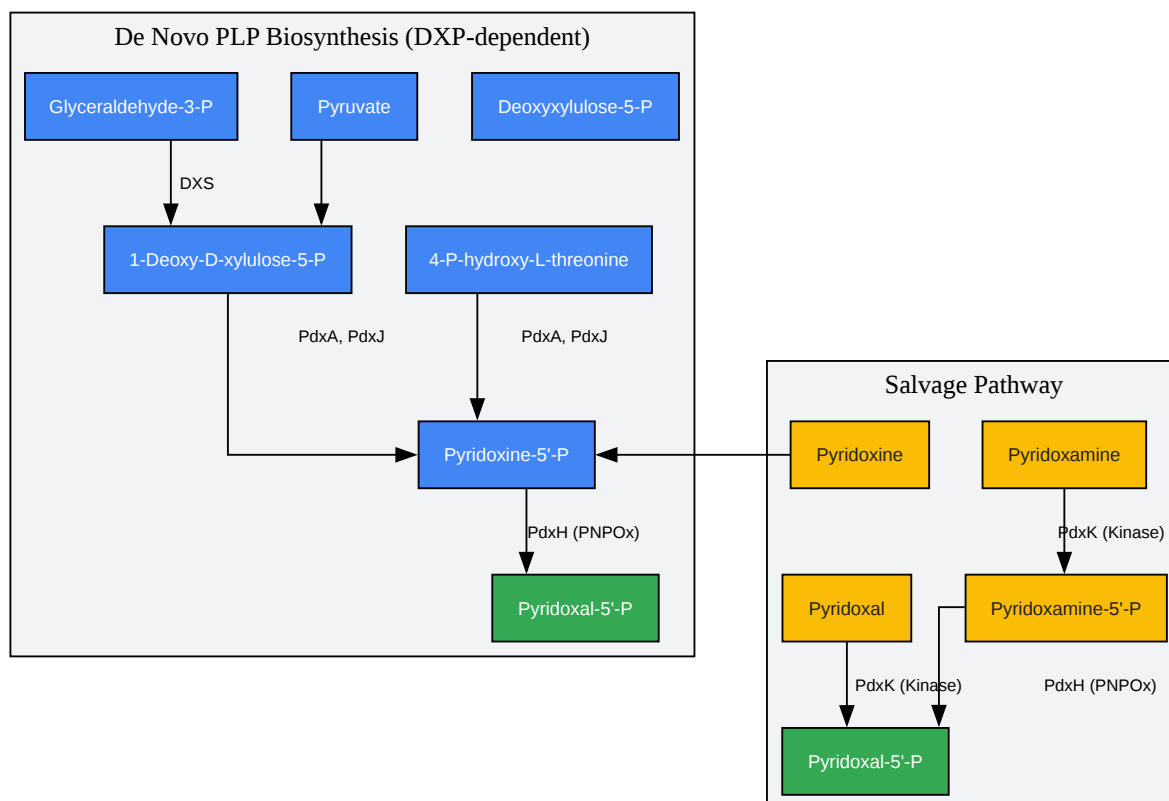 De Novo PLP Biosynthesis (DXP-dependent)
Glyceraldehyde-3-P
Pyruvate
Deoxyxylulose-5-P
DXS
1-Deoxy-D-xylulose-5-P
4-P-hydroxy-L-threonine
PdxA, PdxJ
PdxA, PdxJ
Pyridoxine-5'-P
PdxH (PNPOx)
Pyridoxal-5'-P
Salvage Pathway
Pyridoxine
Pyridoxamine
PdxK (Kinase)
Pyridoxal
Pyridoxamine-5'-P
PdxK (Kinase)
PdxH (PNPOx)
Pyridoxal-5'-P